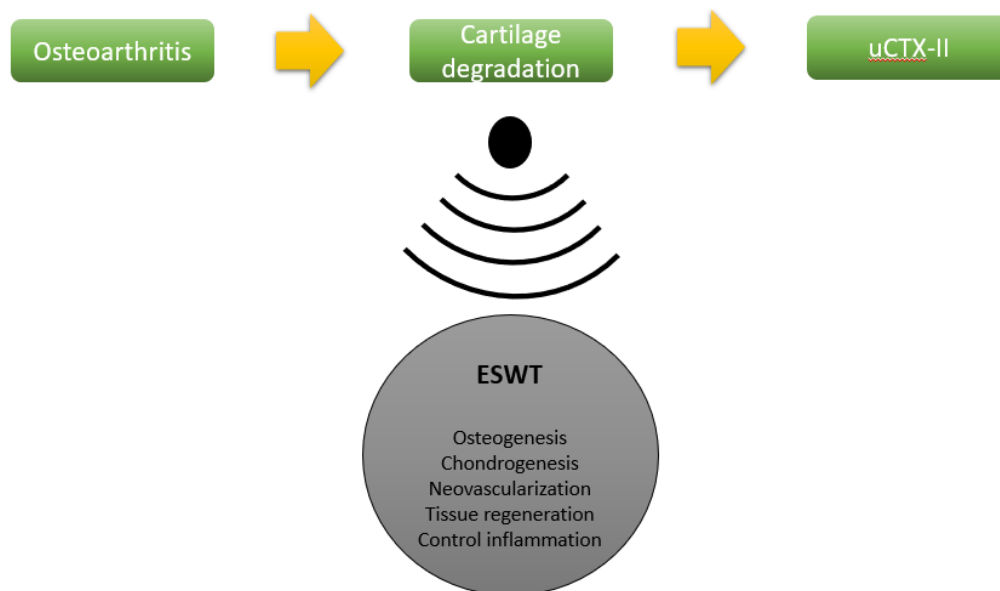 Osteoarthritis
Cartilage
degradation
uCTX-II
ESWT
Osteogenesis
Chondrogenesis
Neovascularization
Tissue regeneration
Control inflammation